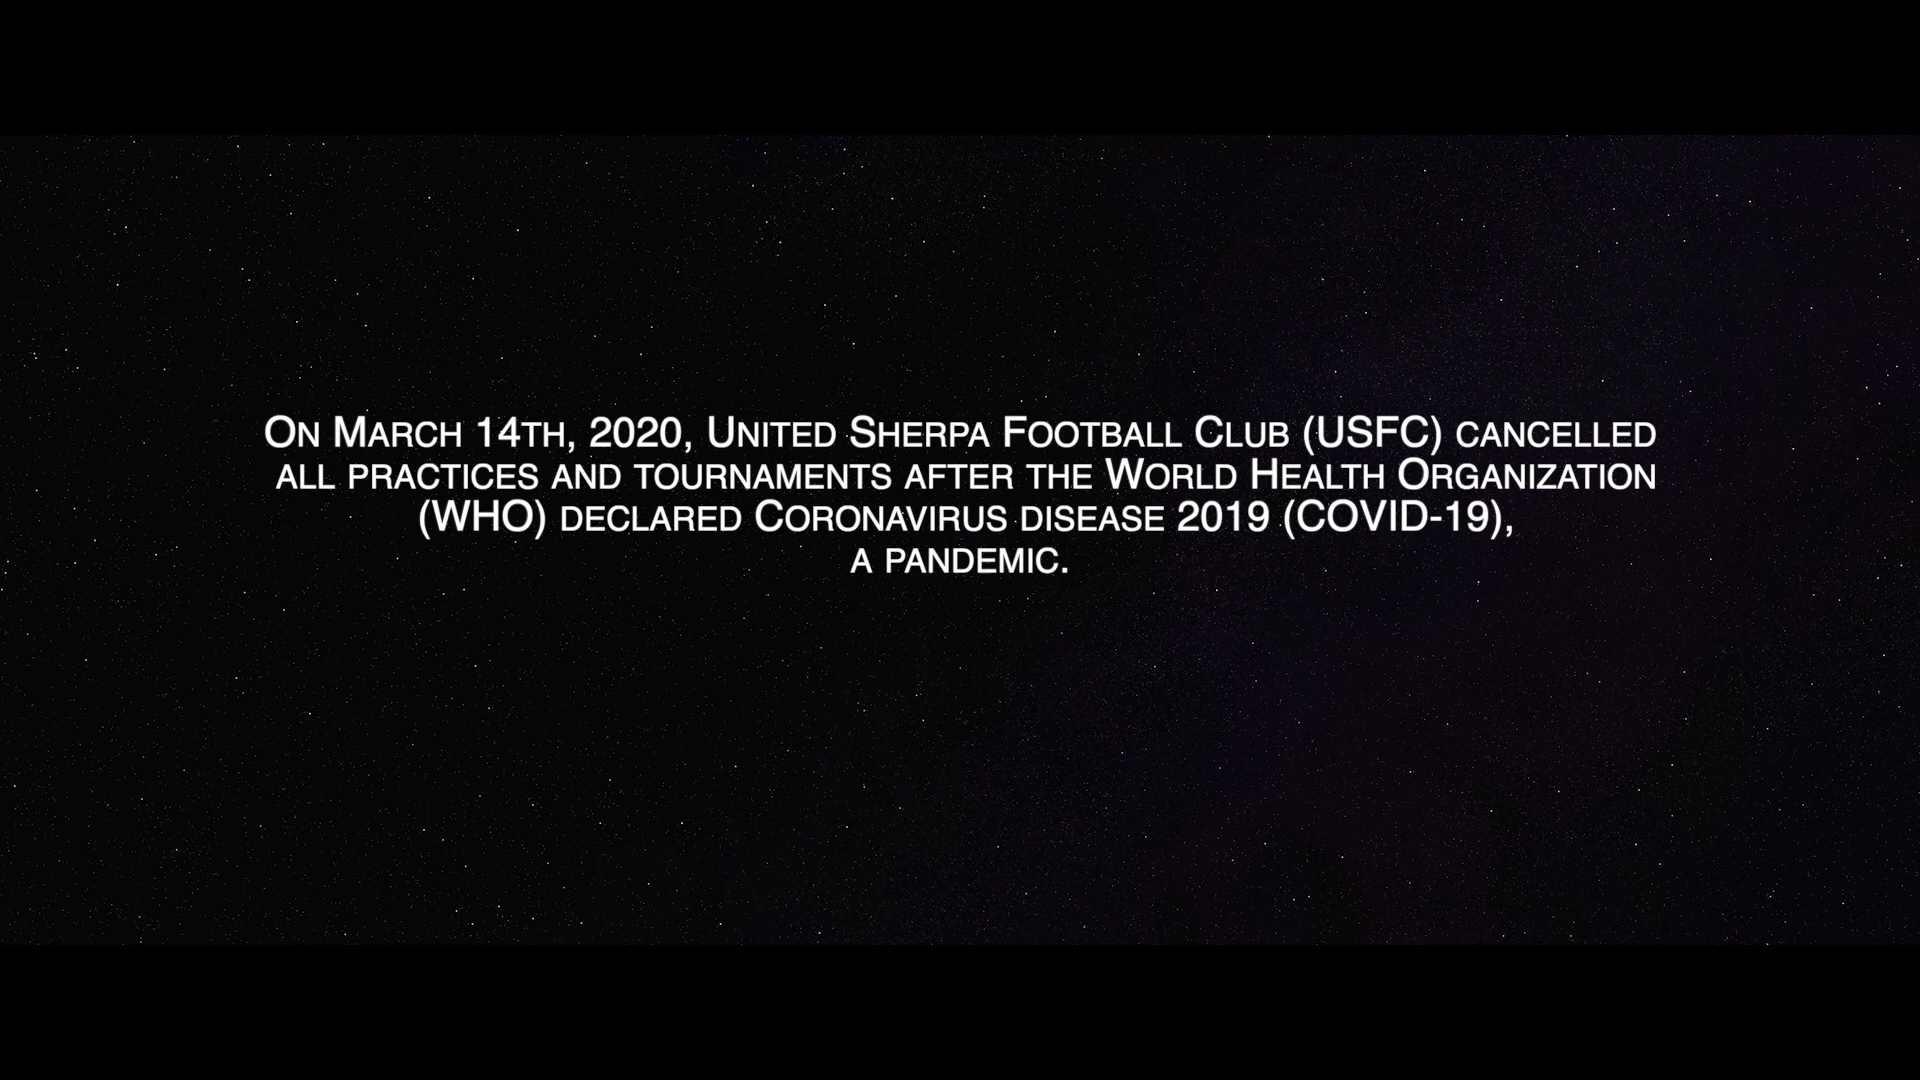 On March 14th, 2020, United Sherpa Football Club (USFC) cancelled
all practices and tournaments after the World Health Organization
(WHO) declared Coronavirus disease 2019 (COVID-19),
a pandemic.